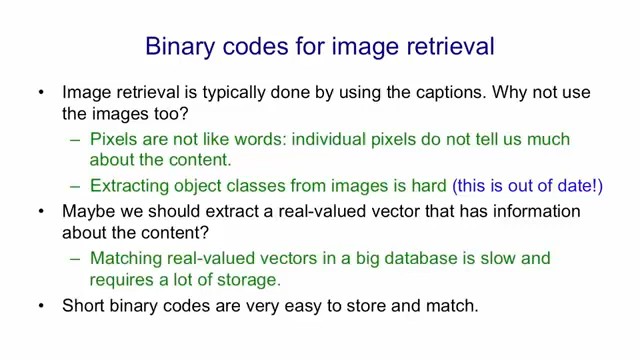 Binary codes for image retrieval
• Image retrieval is typically done by using the captions. Why not use
the images too?
– Pixels are not like words: individual pixels do not tell us much
about the content.
– Extracting object classes from images is hard (this is out of date!)
• Maybe we should extract a real-valued vector that has information
about the content?
– Matching real-valued vectors in a big database is slow and
requires a lot of storage.
• Short binary codes are very easy to store and match.